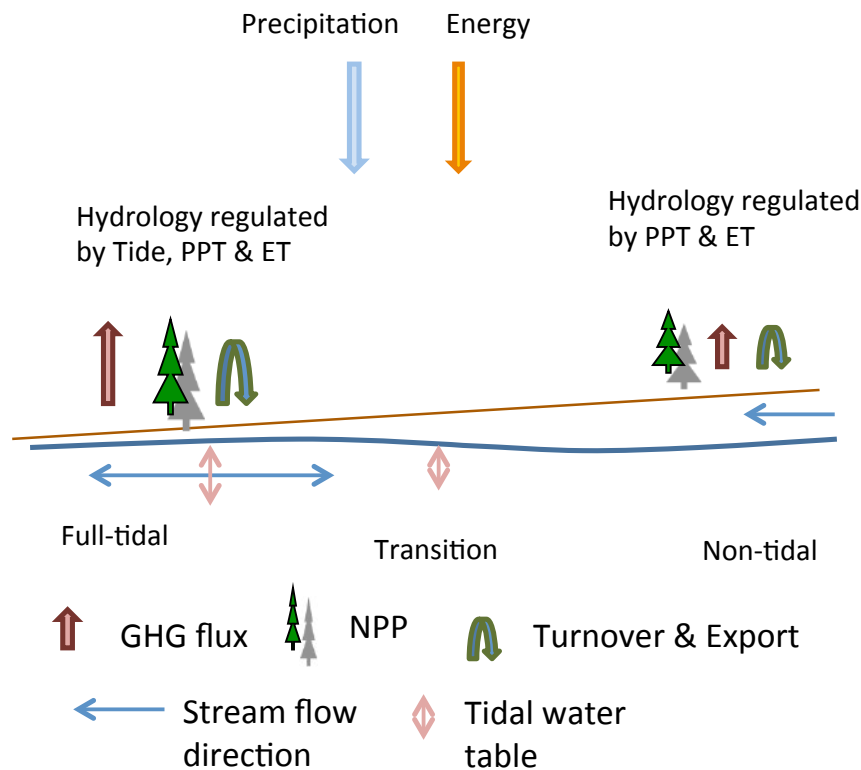 Precipitation Energy
Hydrology regulated
by Tide, PPT & ET
Hydrology regulated
by PPT & ET
Full-tidal
Transition
Non-tidal
GHG flux
NPP
Turnover & Export
Stream flow
direction
Tidal water
table